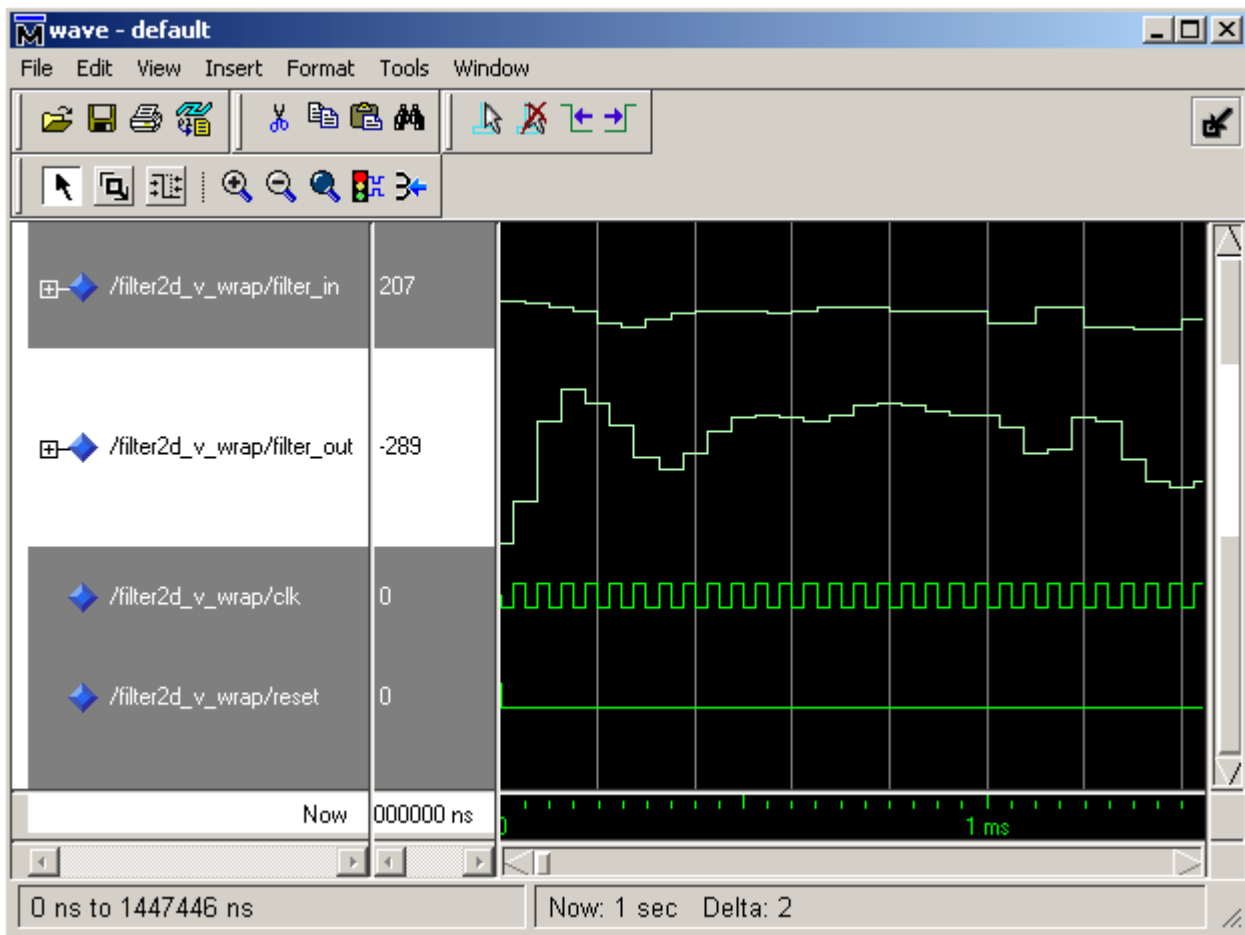 wave - default
File Edit View Insert Format Tools Window
/filter2d_v_wrap/filter_in 207
/filter2d_v_wrap/filter_out -289
/filter2d_v_wrap/clk 0
/filter2d_v_wrap/reset 0
Now 000000 ns 0 1 ms
0 ns to 1447446 ns Now: 1 sec Delta: 2